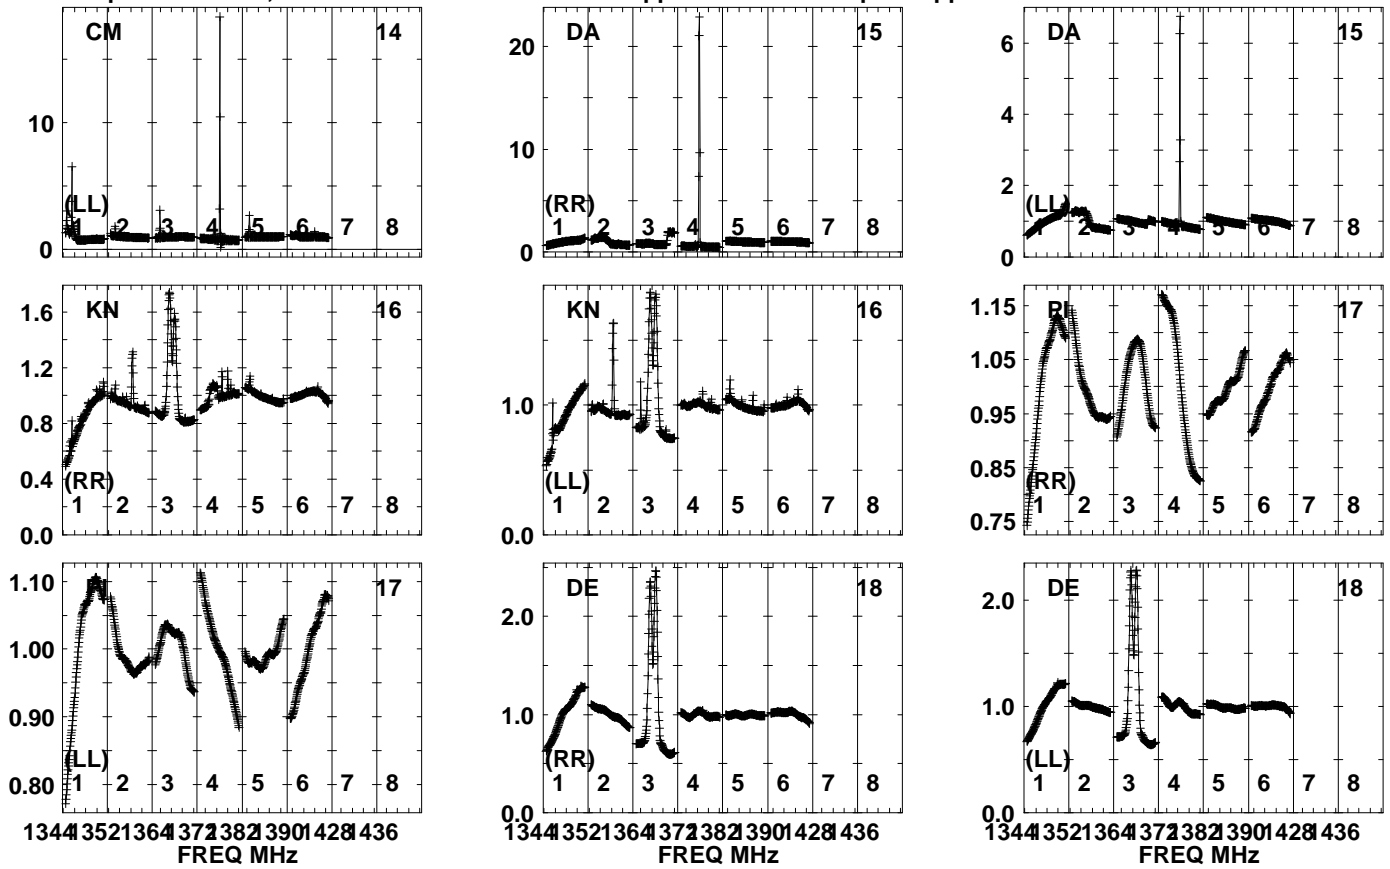 CM 14
10
0
(LL)
1 2 3 4 5 6 7 8
DA 15
20
10
0
(RR)
1 2 3 4 5 6 7 8
DA 15
6
4
2
0
(LL)
1 2 3 4 5 6 7 8
KN 16
1.6
1.2
0.8
0.4
0.0
(RR)
1 2 3 4 5 6 7 8
KN 16
1.0
0.0
(LL)
1 2 3 4 5 6 7 8
PI 17
1.15
1.05
0.95
0.85
0.75
(RR)
1 2 3 4 5 6 7 8
PI 17
1.10
1.00
0.90
0.80
(LL)
1 2 3 4 5 6 7 8
1344 1352 1364 1372 1382 1390 1428 1436
FREQ MHz
DE 18
2.0
1.0
0.0
(RR)
1 2 3 4 5 6 7 8
1344 1352 1364 1372 1382 1390 1428 1436
DE 18
2.0
1.0
0.0
(LL)
1 2 3 4 5 6 7 8
1344 1352 1364 1372 1382 1390 1428 1436
FREQ MHz